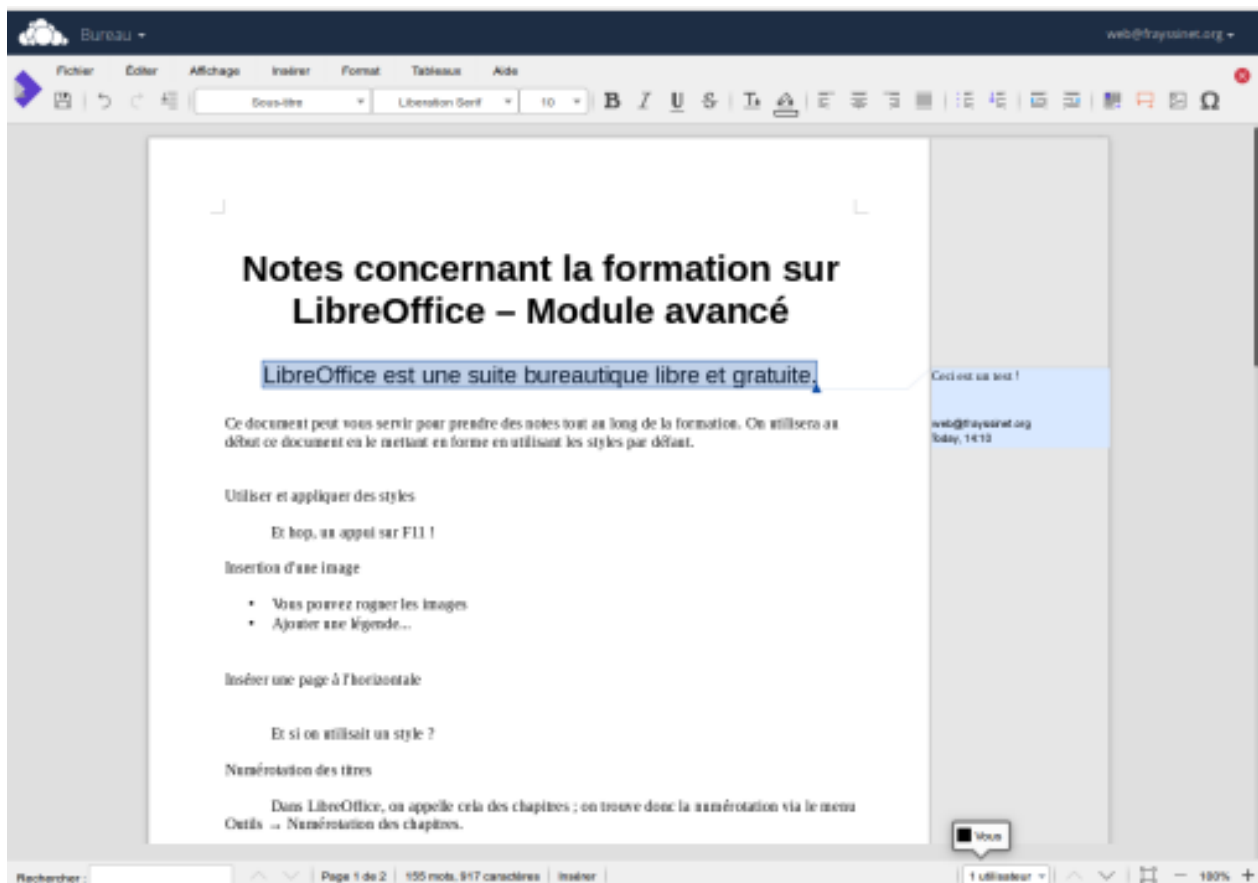 Bureau
web@frayssinet.org
Fichier Éditer Affichage Insérer Format Tableaux Aide
Sous-titre Liberation Serif 10 B I U S Ω
Notes concernant la formation sur
LibreOffice – Module avancé
LibreOffice est une suite bureautique libre et gratuite.
Ceci est un test !
web@frayssinet.org
Today, 14:13
Ce document peut vous servir pour prendre des notes tout au long de la formation. On utilisera au
début ce document en le mettant en forme en utilisant les styles par défaut.
Utiliser et appliquer des styles
Et hop, un appui sur F11 !
Insertion d'une image
• Vous pouvez rogner les images
• Ajouter une légende...
Insérer une page à l'horizontale
Et si on utilisait un style ?
Numérotation des titres
Dans LibreOffice, on appelle cela des chapitres ; on trouve donc la numérotation via le menu
Outils → Numérotation des chapitres.
Vous
Rechercher : Page 1 de 2 155 mots, 917 caractères Insérer 1 utilisateur 100%